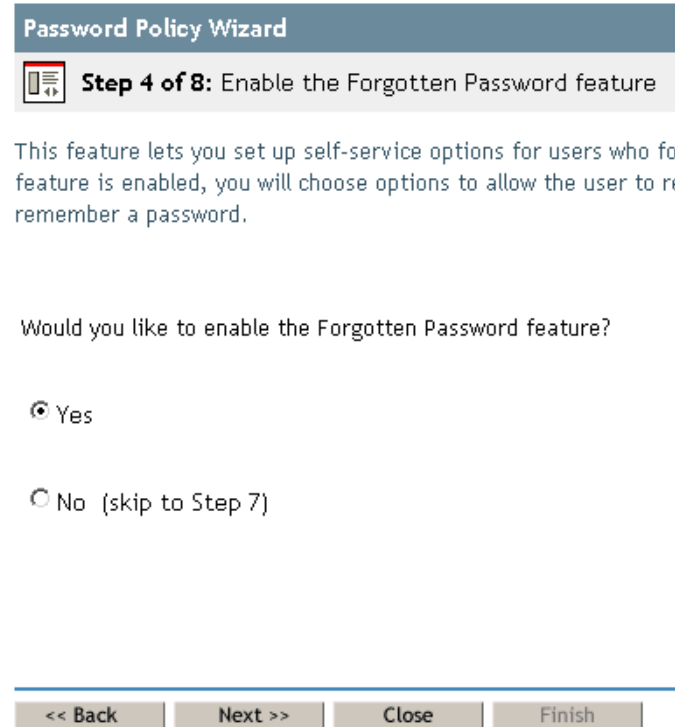 Password Policy Wizard
Step 4 of 8: Enable the Forgotten Password feature
This feature lets you set up self-service options for users who
feature is enabled, you will choose options to allow the user to
remember a password.
Would you like to enable the Forgotten Password feature?
Yes
No (skip to Step 7)
<< Back Next >> Close Finish